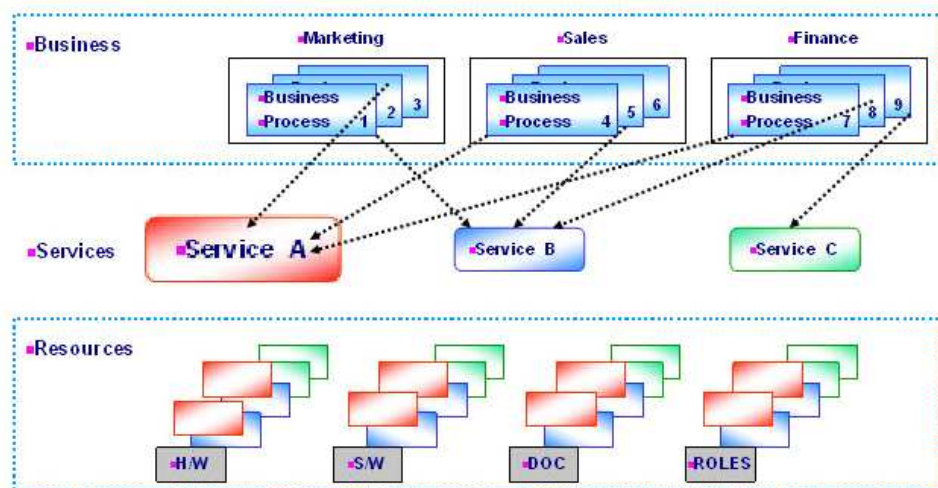 Business
Marketing
Sales
Finance
Business
Process 1
2
3
Business
Process 4
5
6
Business
Process 7
8
9
Services
Service A
Service B
Service C
Resources
H/W
S/W
DOC
ROLES